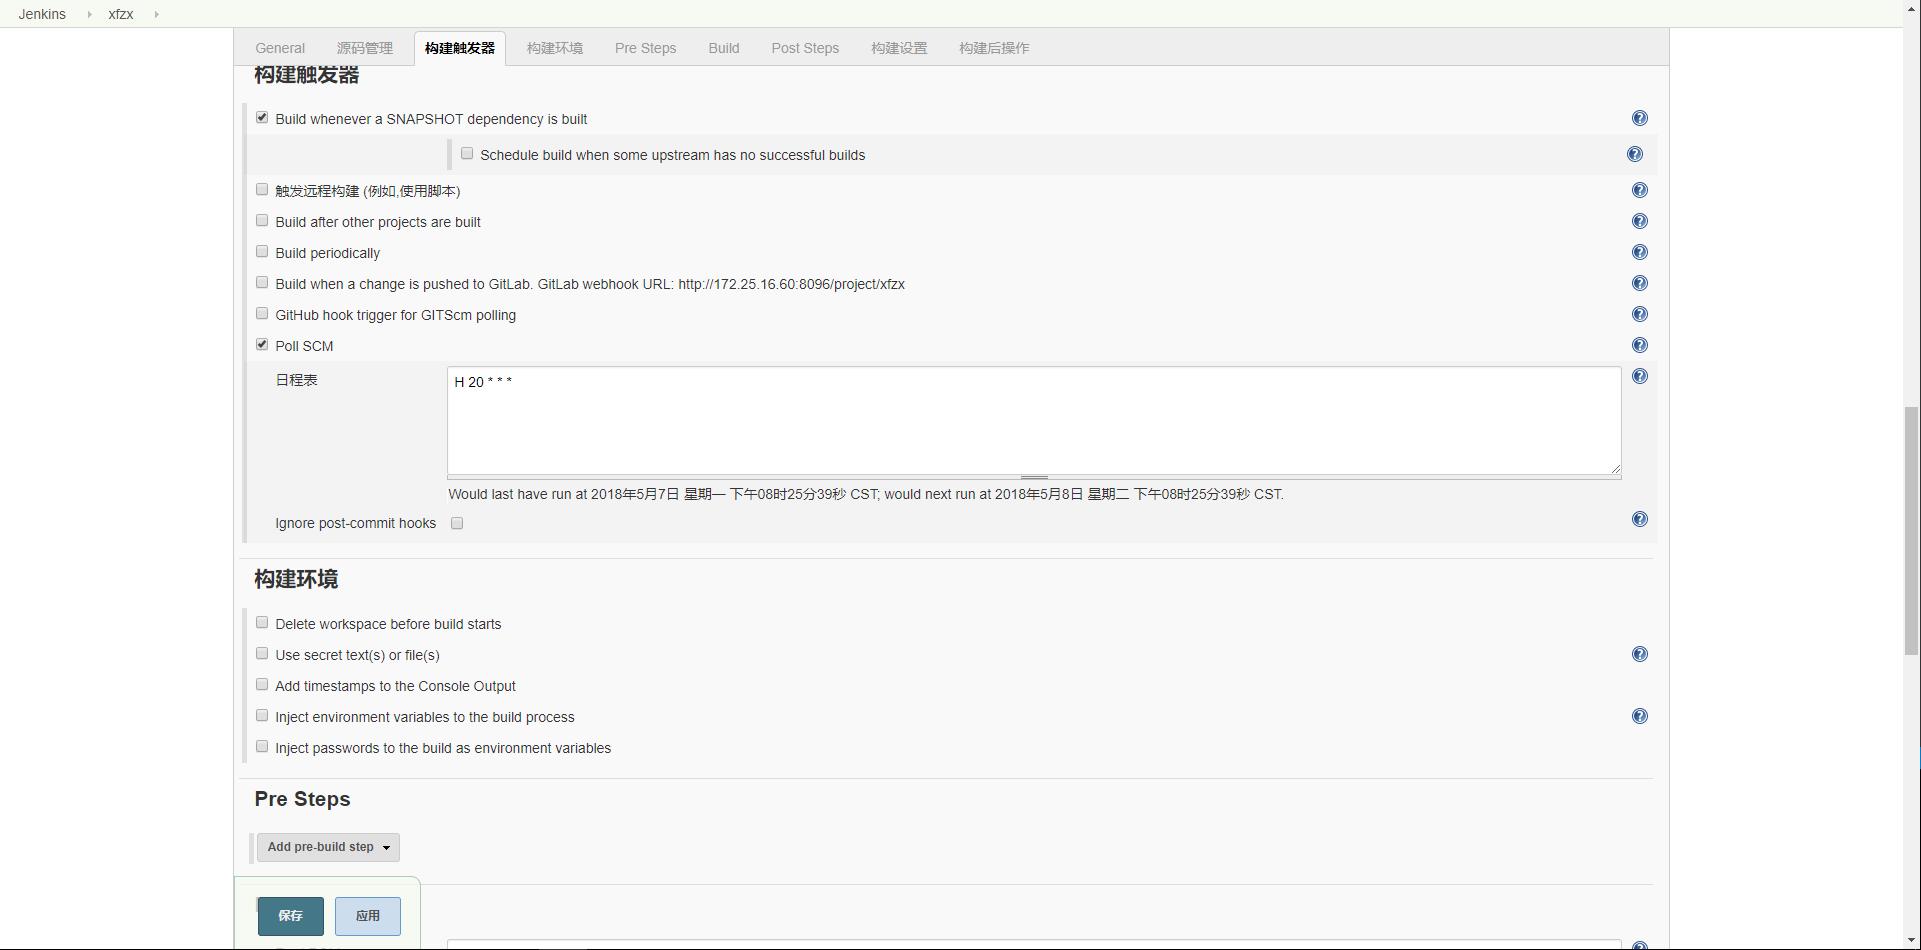 Jenkins xfzx
General 源码管理 构建触发器 构建环境 Pre Steps Build Post Steps 构建设置 构建后操作
构建触发器
Build whenever a SNAPSHOT dependency is built
Schedule build when some upstream has no successful builds
触发远程构建 (例如,使用脚本)
Build after other projects are built
Build periodically
Build when a change is pushed to GitLab. GitLab webhook URL: http://172.25.16.60:8096/project/xfzx
GitHub hook trigger for GITScm polling
Poll SCM
日程表 H 20 * * *
Would last have run at 2018年5月7日 星期一 下午08时25分39秒 CST; would next run at 2018年5月8日 星期二 下午08时25分39秒 CST.
Ignore post-commit hooks
构建环境
Delete workspace before build starts
Use secret text(s) or file(s)
Add timestamps to the Console Output
Inject environment variables to the build process
Inject passwords to the build as environment variables
Pre Steps
Add pre-build step
保存 应用